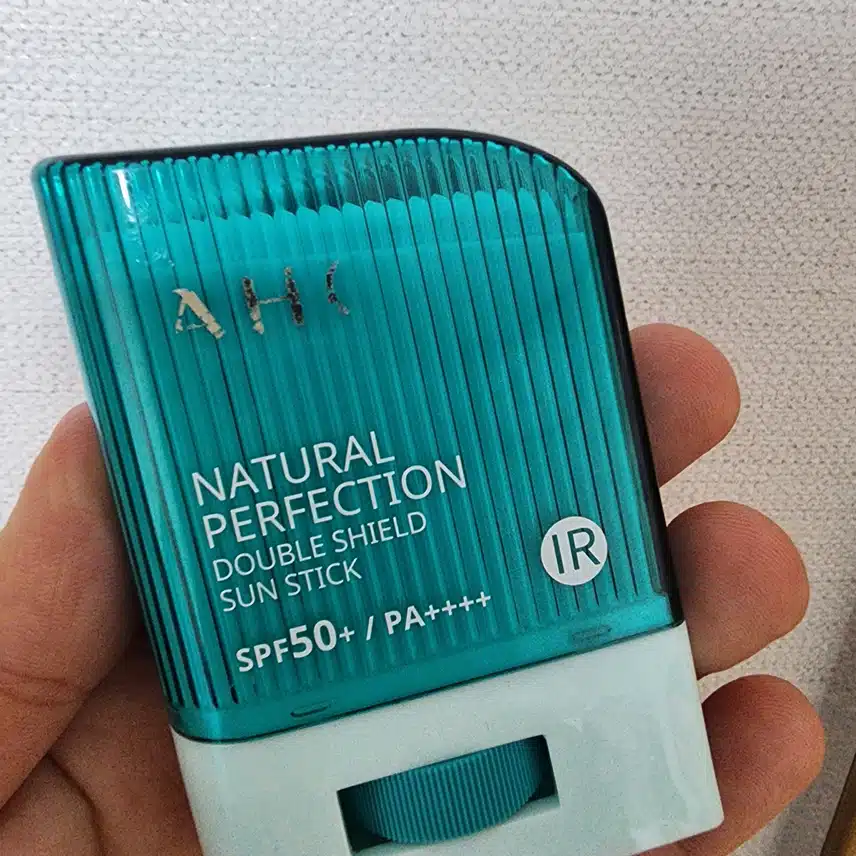 AHC
NATURAL
PERFECTION
DOUBLE SHIELD
SUN STICK
IR
SPF50+ / PA++++